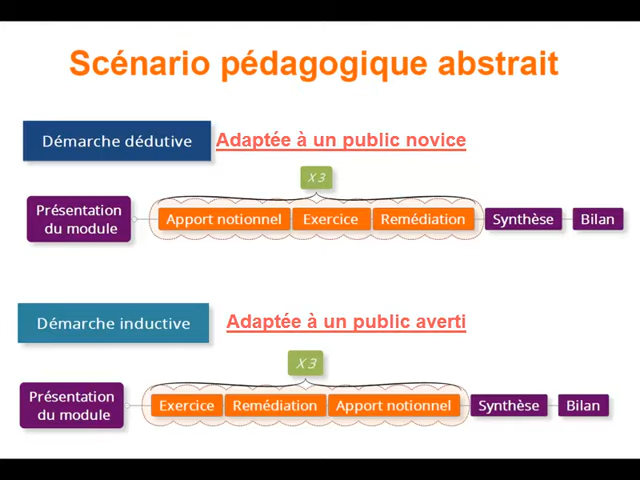 Scénario pédagogique abstrait
Démarche dédutive
Adaptée à un public novice
X 3
Présentation
du module
Apport notionnel
Exercice
Remédiation
Synthèse
Bilan
Démarche inductive
Adaptée à un public averti
X 3
Présentation
du module
Exercice
Remédiation
Apport notionnel
Synthèse
Bilan